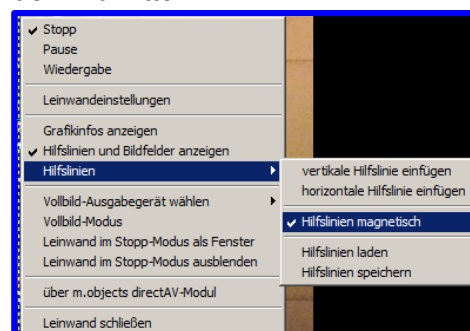 Stopp
Pause
Wiedergabe
Leinwandeinstellungen
Grafikinfos anzeigen
Hilfslinien und Bildfelder anzeigen
Hilfslinien
Vollbild-Ausgabegerät wählen
Vollbild-Modus
Leinwand im Stopp-Modus als Fenster
Leinwand im Stopp-Modus ausblenden
über m.objects directAV-Modul
Leinwand schließen
vertikale Hilfslinie einfügen
horizontale Hilfslinie einfügen
Hilfslinien magnetisch
Hilfslinien laden
Hilfslinien speichern